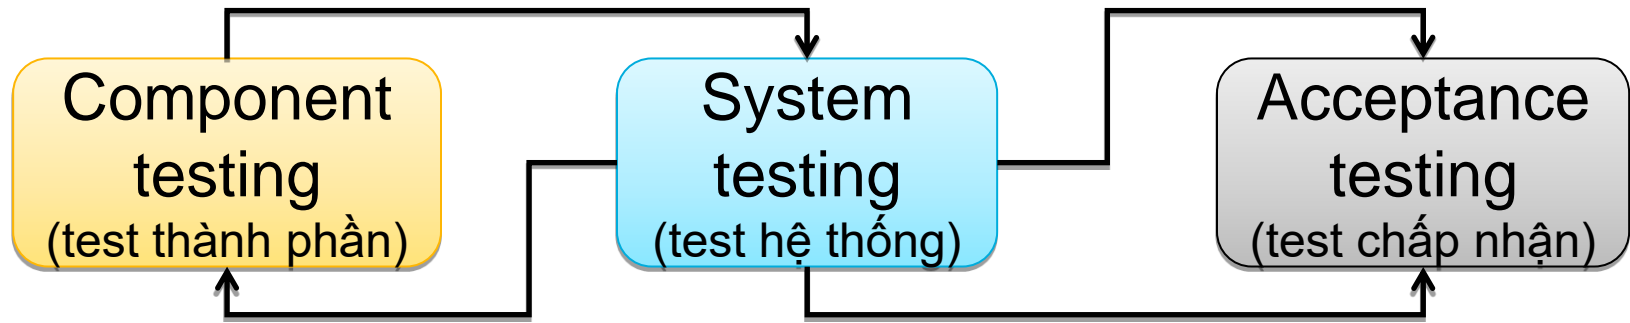 Component
testing
(test thành phần)
System
testing
(test hệ thống)
Acceptance
testing
(test chấp nhận)